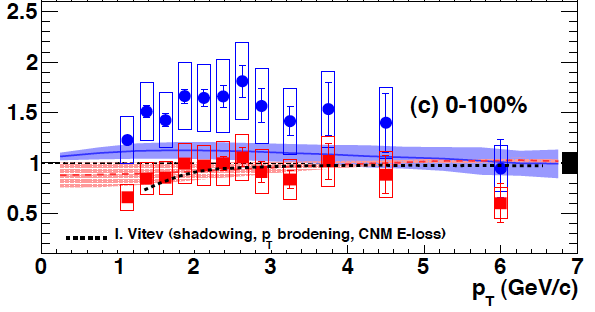 2.5
2
1.5
(c) 0-100%
1
0.5
I. Vitev (shadowing, pT brodening, CNM E-loss)
0 1 2 3 4 5 6 7
pT (GeV/c)